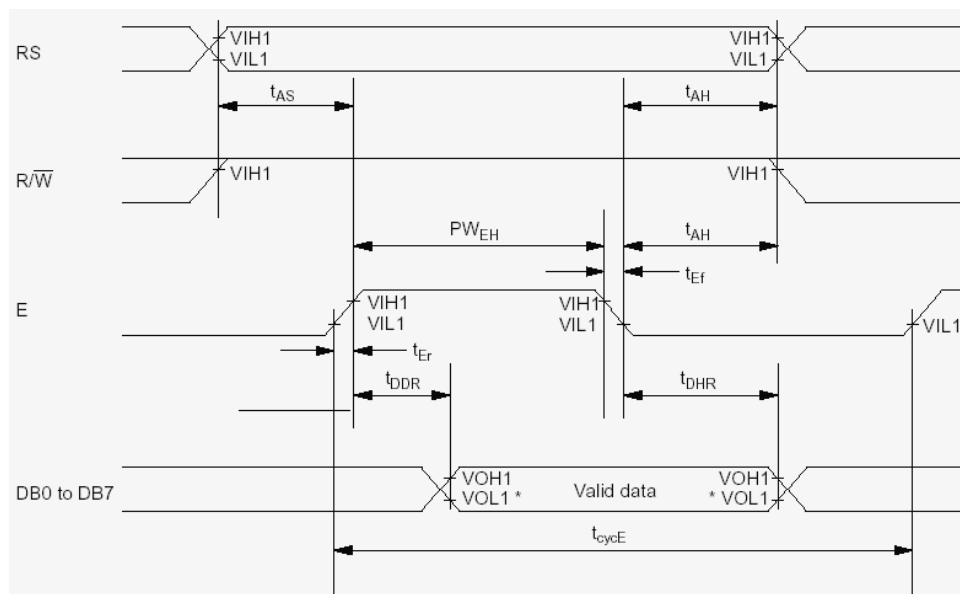 RS
VIH1 VIH1
VIL1 VIL1
tAS tAH
R/W̅
VIH1 VIH1
PWEH tAH
tEf
E
VIH1 VIH1
VIL1 VIL1 VIL1
tEr
tDDR tDHR
DB0 to DB7
VOH1 VOH1
VOL1 * Valid data * VOL1
tcycE